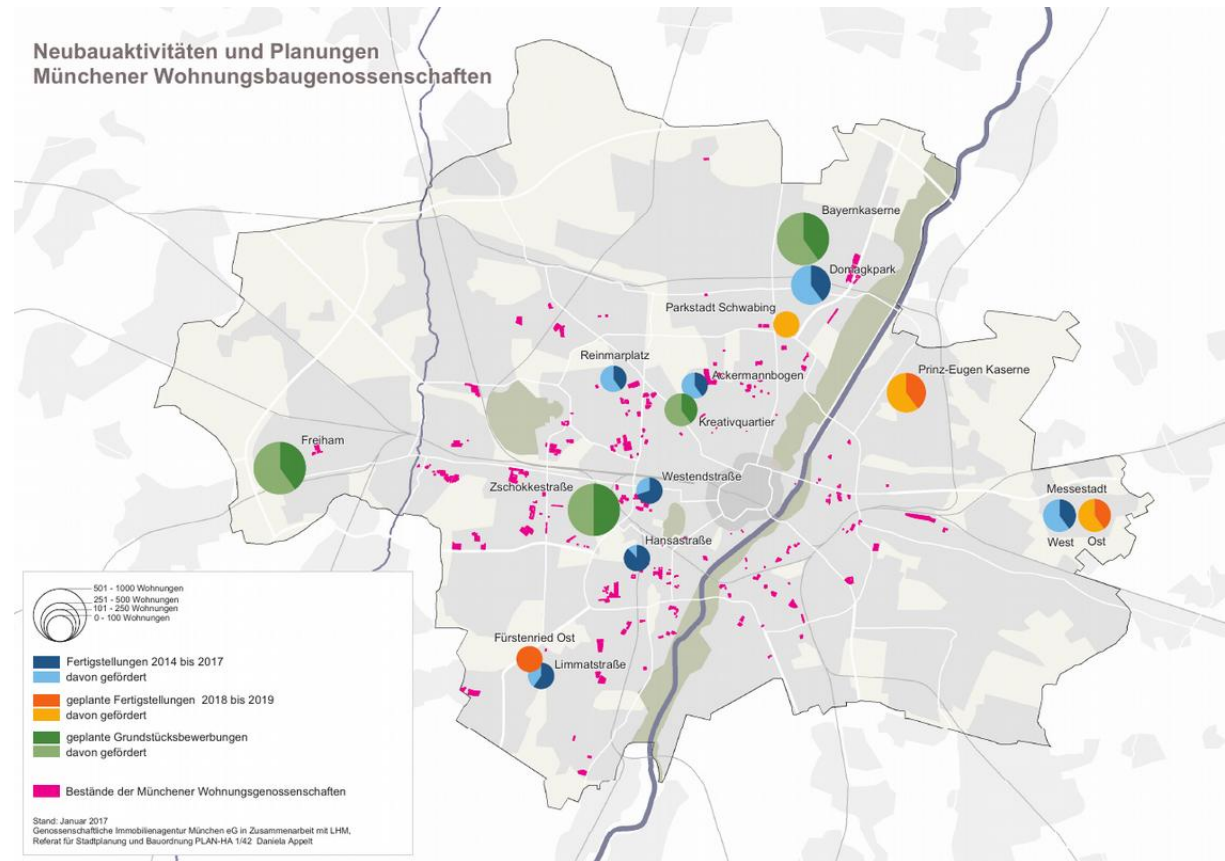 Neubauaktivitäten und Planungen
Münchener Wohnungsbaugenossenschaften
Bayernkaserne
Domagkpark
Parkstadt Schwabing
Reinmarplatz
Ackermannbogen
Prinz-Eugen Kaserne
Kreativquartier
Freiham
Westendstraße
Zschokkestraße
Messestadt
West
Ost
Hansastraße
Fürstenried Ost
Limmatstraße
501 - 1000 Wohnungen
251 - 500 Wohnungen
101 - 250 Wohnungen
0 - 100 Wohnungen
Fertigstellungen 2014 bis 2017
davon gefördert
geplante Fertigstellungen 2018 bis 2019
davon gefördert
geplante Grundstücksbewerbungen
davon gefördert
Bestände der Münchener Wohnungsgenossenschaften
Stand: Januar 2017
Genossenschaftliche Immobilienagentur München eG in Zusammenarbeit mit LHM,
Referat für Stadtplanung und Bauordnung PLAN-HA 1/42 Daniela Appelt